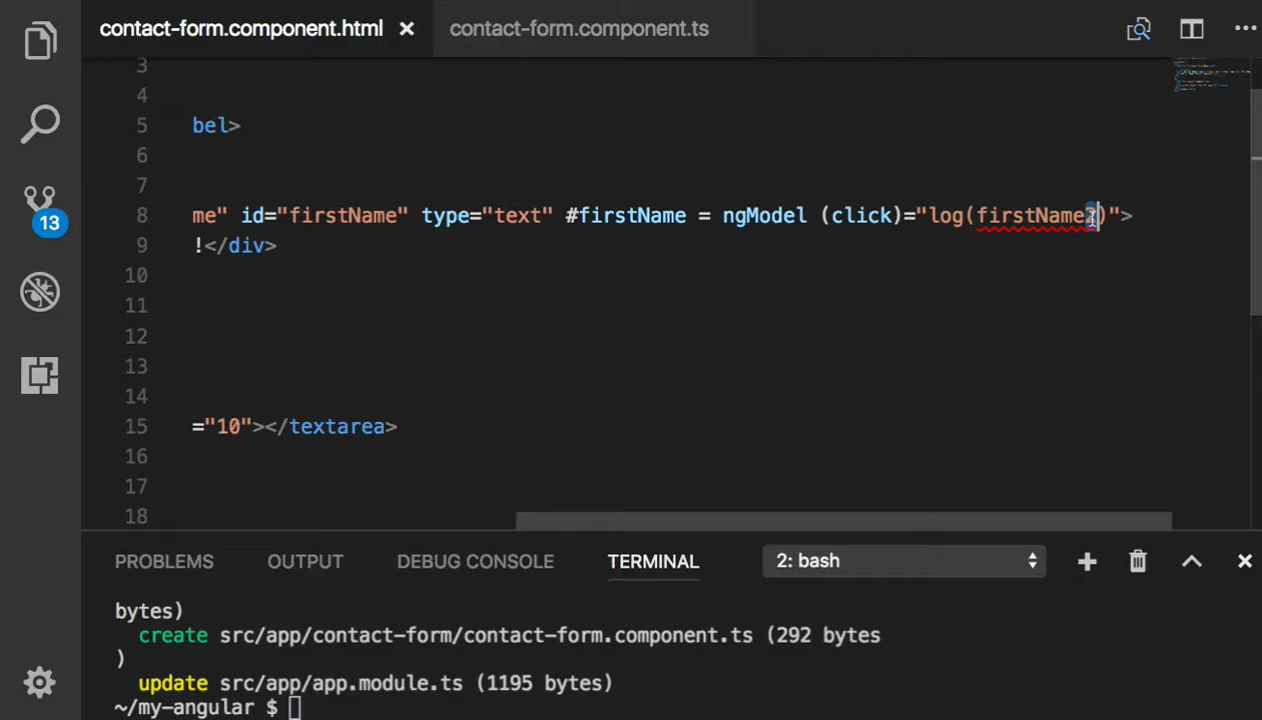 contact-form.component.html × contact-form.component.ts ...
3
4
5 bel>
6
7
8 me" id="firstName" type="text" #firstName = ngModel (click)="log(firstName2)">
9 !</div>
10
11
12
13
14
15 ="10"></textarea>
16
17
18
13
PROBLEMS OUTPUT DEBUG CONSOLE TERMINAL 2: bash
bytes)
create src/app/contact-form/contact-form.component.ts (292 bytes
)
update src/app/app.module.ts (1195 bytes)
~/my-angular $